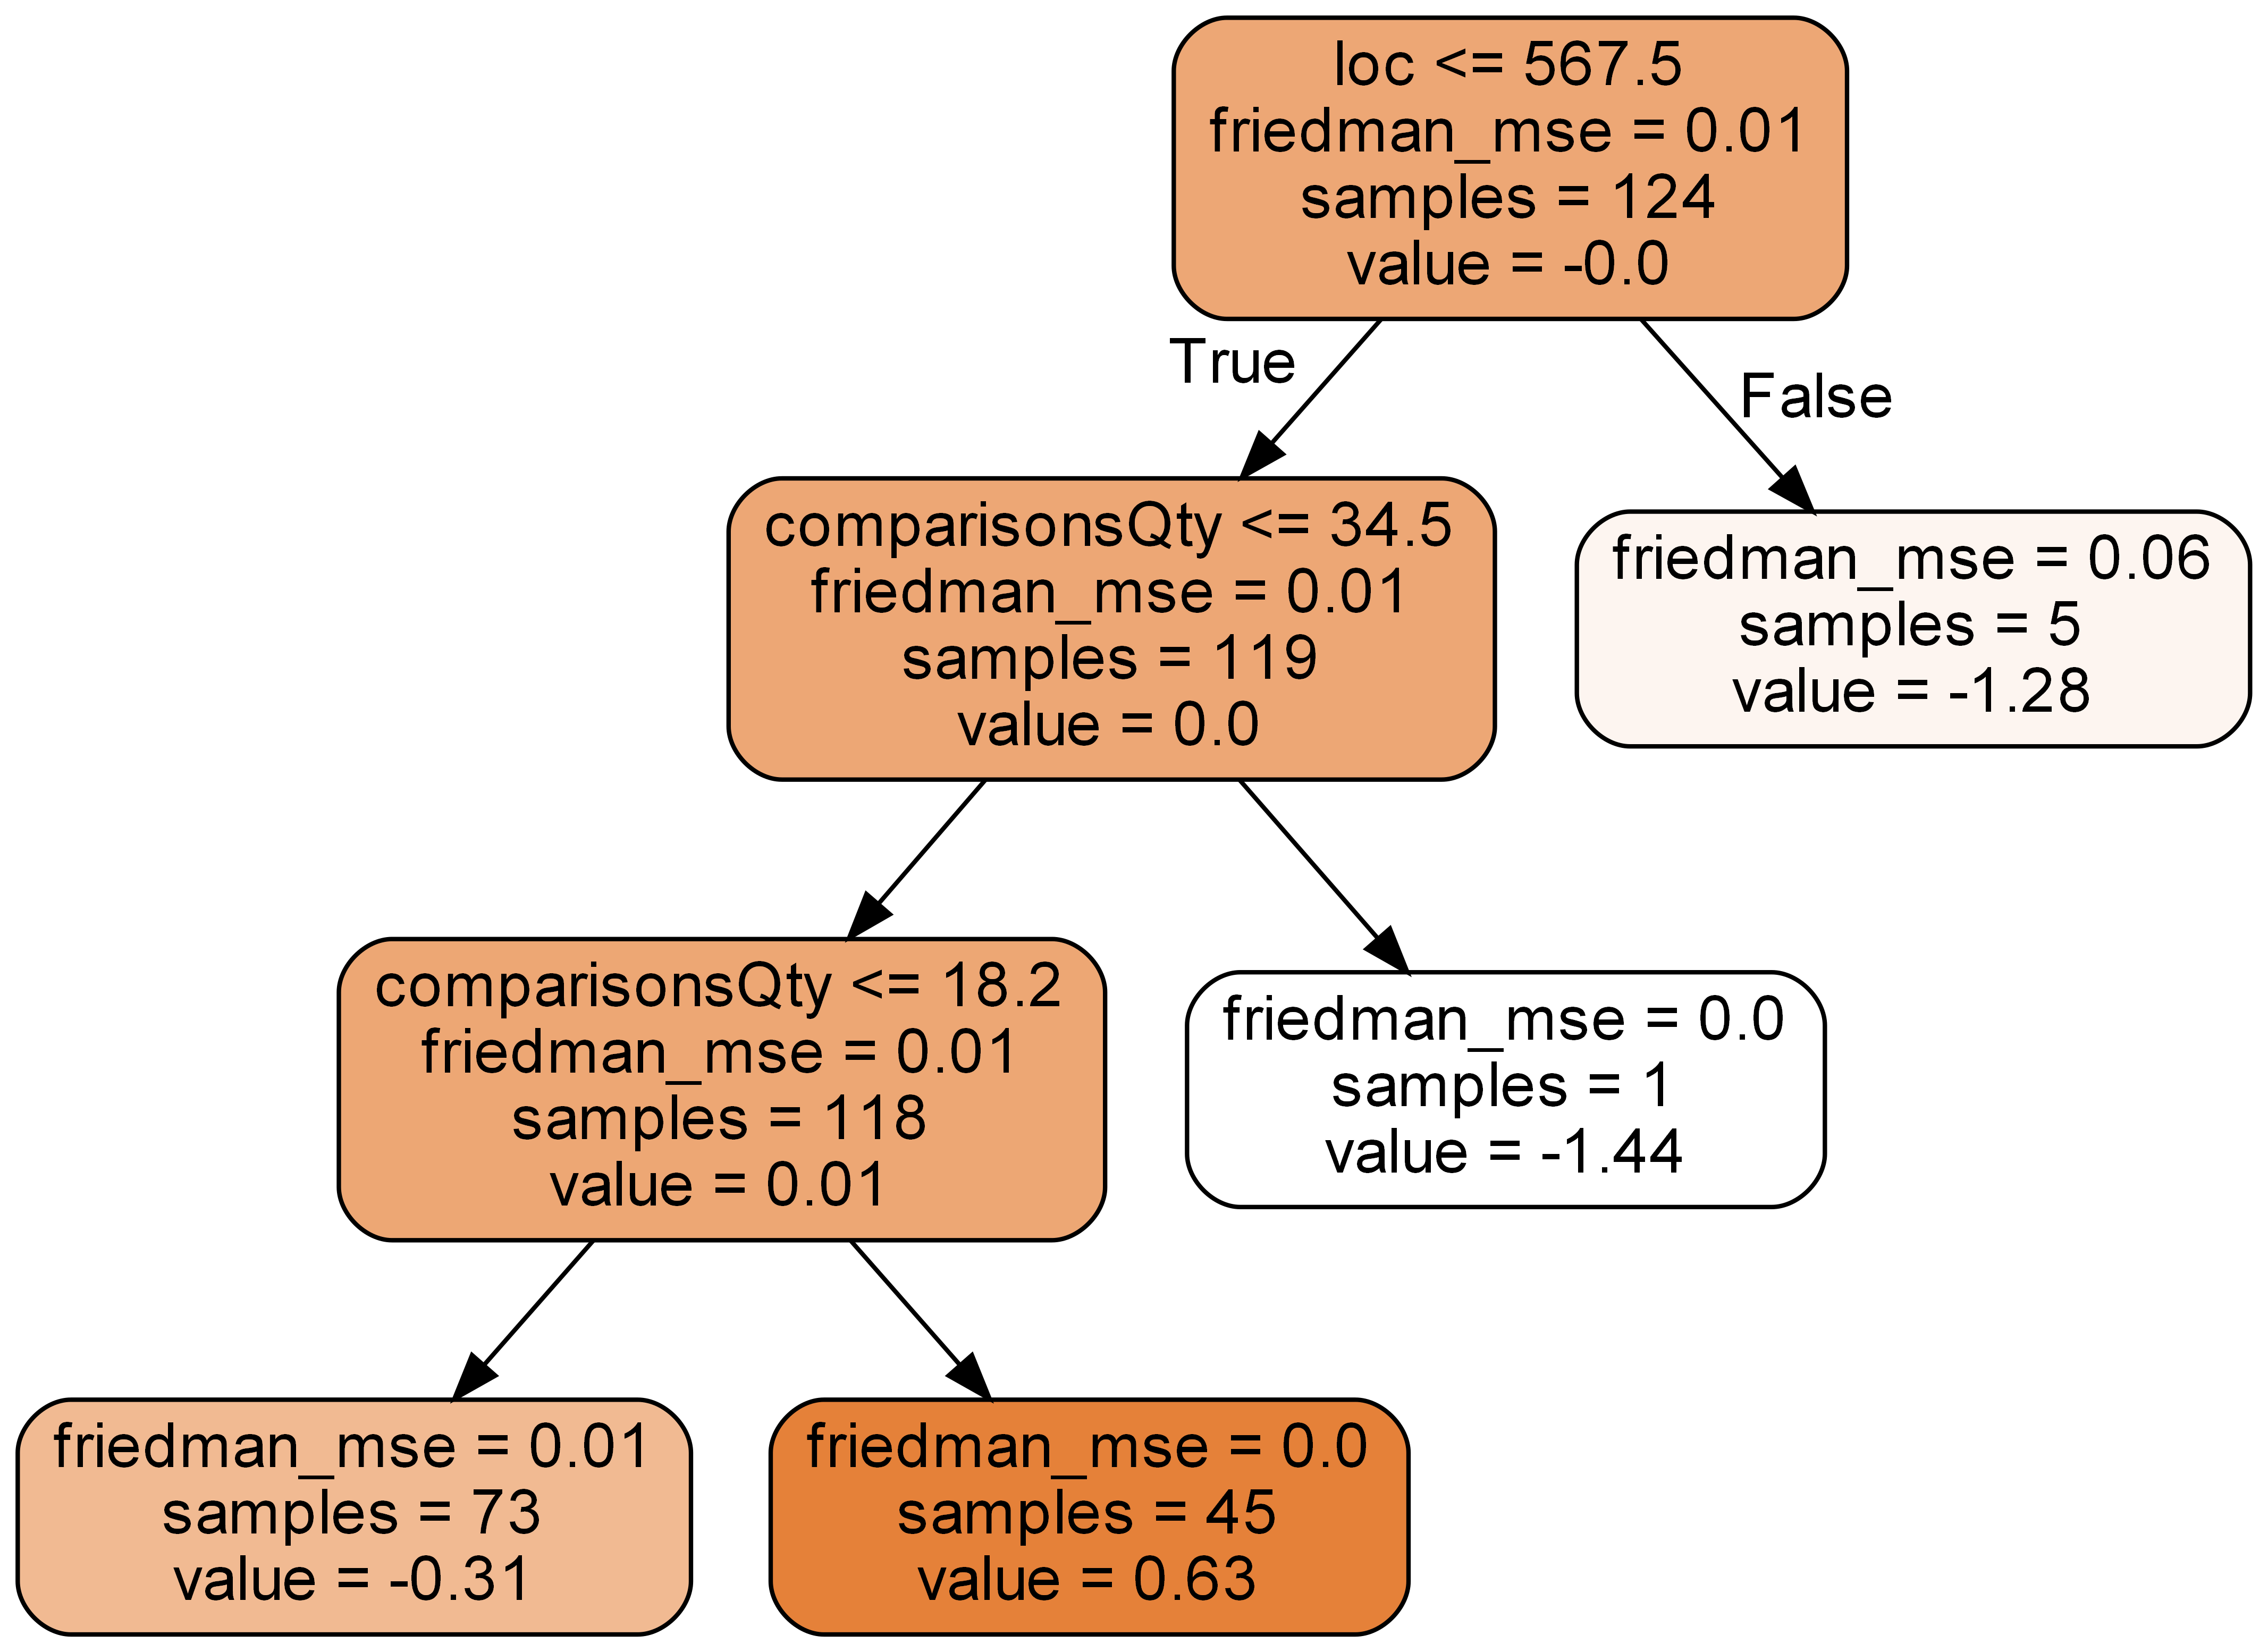 loc <= 567.5
friedman_mse = 0.01
samples = 124
value = -0.0
True
False
comparisonsQty <= 34.5
friedman_mse = 0.01
samples = 119
value = 0.0
friedman_mse = 0.06
samples = 5
value = -1.28
comparisonsQty <= 18.2
friedman_mse = 0.01
samples = 118
value = 0.01
friedman_mse = 0.0
samples = 1
value = -1.44
friedman_mse = 0.01
samples = 73
value = -0.31
friedman_mse = 0.0
samples = 45
value = 0.63